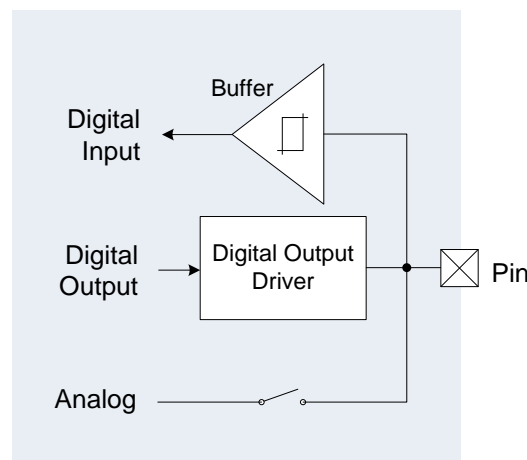 Buffer
Digital
Input
Digital
Output
Digital Output
Driver
Pin
Analog